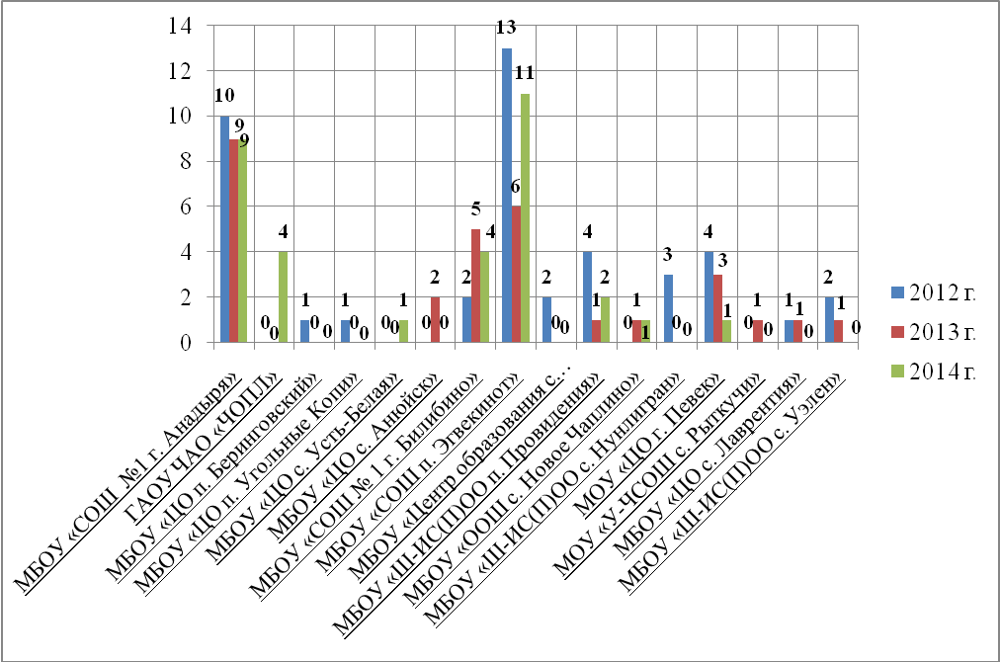 14
12
10
8
6
4
2
0
10
9
9
0
0
4
1
0
0
1
0
0
0
0
1
0
2
0
2
5
4
13
6
11
2
0
0
4
1
2
0
1
1
3
0
0
4
3
1
0
1
0
1
1
0
2
1
0
МБОУ «СОШ №1 г. Анадыря»
ГАОУ ЧАО «ЧОПЛ»
МБОУ «ЦО п. Беринговский»
МБОУ «ЦО п. Угольные Копи»
МБОУ «ЦО с. Усть-Белая»
МБОУ «ЦО с. Анюйск»
МБОУ «СОШ № 1 г. Билибино»
МБОУ «СОШ п. Эгвекинот»
МБОУ «Центр образования с…
МБОУ «Ш-ИС(П)ОО п. Провидения»
МБОУ «ООШ с. Новое Чаплино»
МБОУ «Ш-ИС(П)ОО с. Нунлигран»
МОУ «ЦО г. Певек»
МОУ «У-ЧСОШ с. Рыткучи»
МБОУ «ЦО с. Лаврентия»
МБОУ «Ш-ИС(П)ОО с. Уэлен»
2012 г.
2013 г.
2014 г.